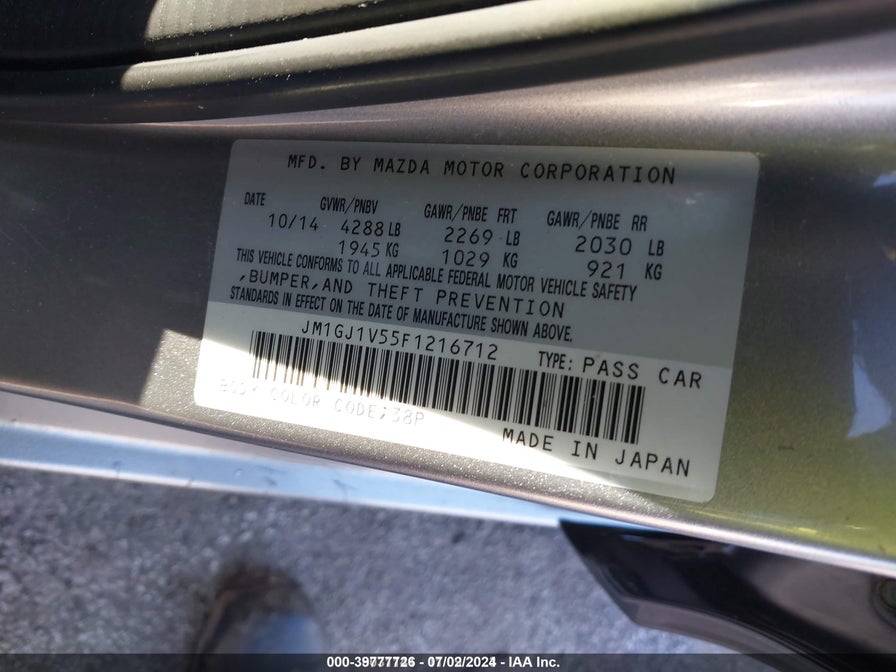 MFD. BY MAZDA MOTOR CORPORATION
DATE GVWR/PNBV GAWR/PNBE FRT GAWR/PNBE RR
10/14 4288 LB 2269 LB 2030 LB
1945 KG 1029 KG 921 KG
THIS VEHICLE CONFORMS TO ALL APPLICABLE FEDERAL MOTOR VEHICLE SAFETY
,BUMPER,AND THEFT PREVENTION
STANDARDS IN EFFECT ON THE DATE OF MANUFACTURE SHOWN ABOVE.
JM1GJ1V55F1216712 TYPE: PASS CAR
BODY COLOR CODE;38P
MADE IN JAPAN
000-39777726 - 07/02/2024 - IAA Inc.